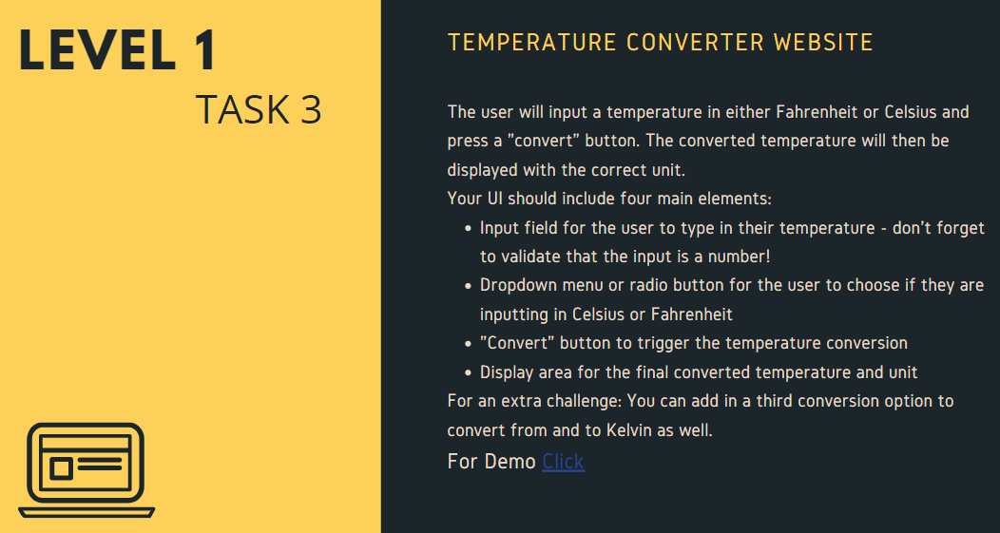 LEVEL 1
TASK 3
TEMPERATURE CONVERTER WEBSITE
The user will input a temperature in either Fahrenheit or Celsius and
press a ”convert” button. The converted temperature will then be
displayed with the correct unit.
Your UI should include four main elements:
• Input field for the user to type in their temperature - don’t forget
to validate that the input is a number!
• Dropdown menu or radio button for the user to choose if they are
inputting in Celsius or Fahrenheit
• ”Convert” button to trigger the temperature conversion
• Display area for the final converted temperature and unit
For an extra challenge: You can add in a third conversion option to
convert from and to Kelvin as well.
For Demo Click